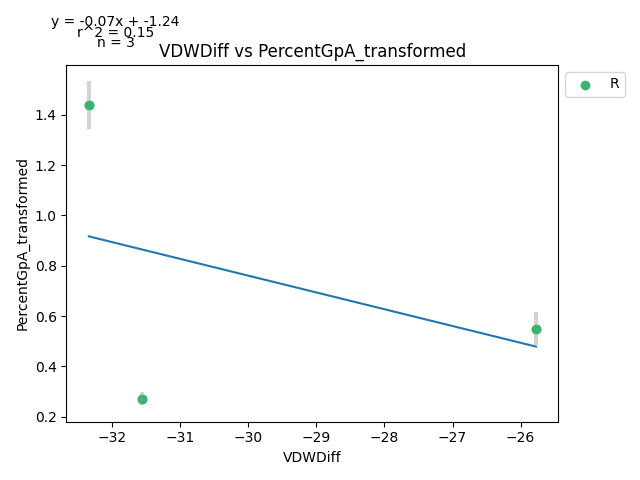 y = -0.07x + -1.24
r^2 = 0.15
n = 3
VDWDiff vs PercentGpA_transformed
R
PercentGpA_transformed
1.4
1.2
1.0
0.8
0.6
0.4
0.2
−32 −31 −30 −29 −28 −27 −26
VDWDiff